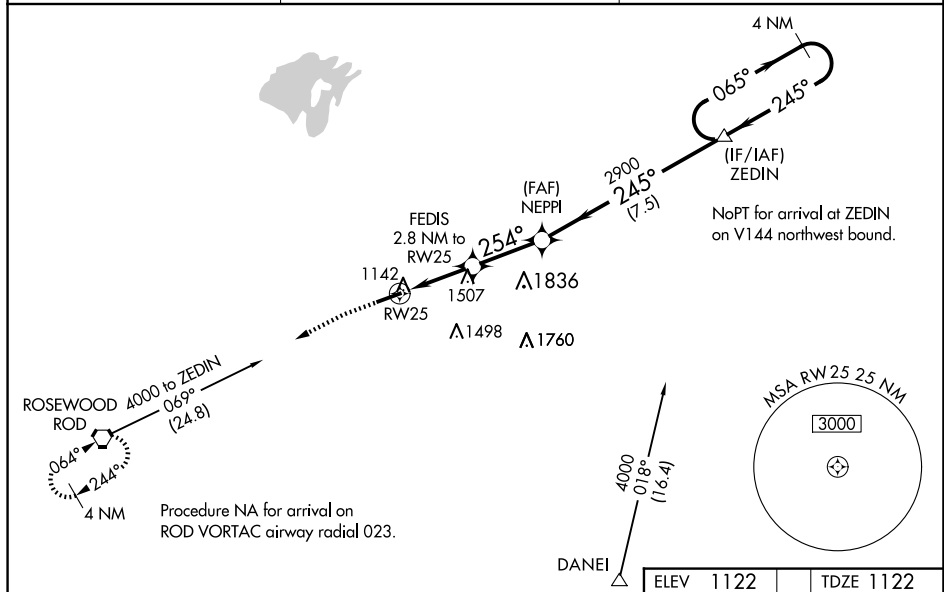 4 NM
065°
245°
(IF/IAF)
ZEDIN
2900
245°
(7.5)
NoPT for arrival at ZEDIN
on V144 northwest bound.
(FAF)
NEPPI
FEDIS
2.8 NM to
RW25
254°
1142
1507
1836
RW25
1498
1760
4000 to ZEDIN
069°
(24.8)
ROSEWOOD
ROD
064°
244°
4 NM
Procedure NA for arrival on
ROD VORTAC airway radial 023.
MSA RW 25 25 NM
3000
4000
018°
(16.4)
DANEI
ELEV 1122
TDZE 1122